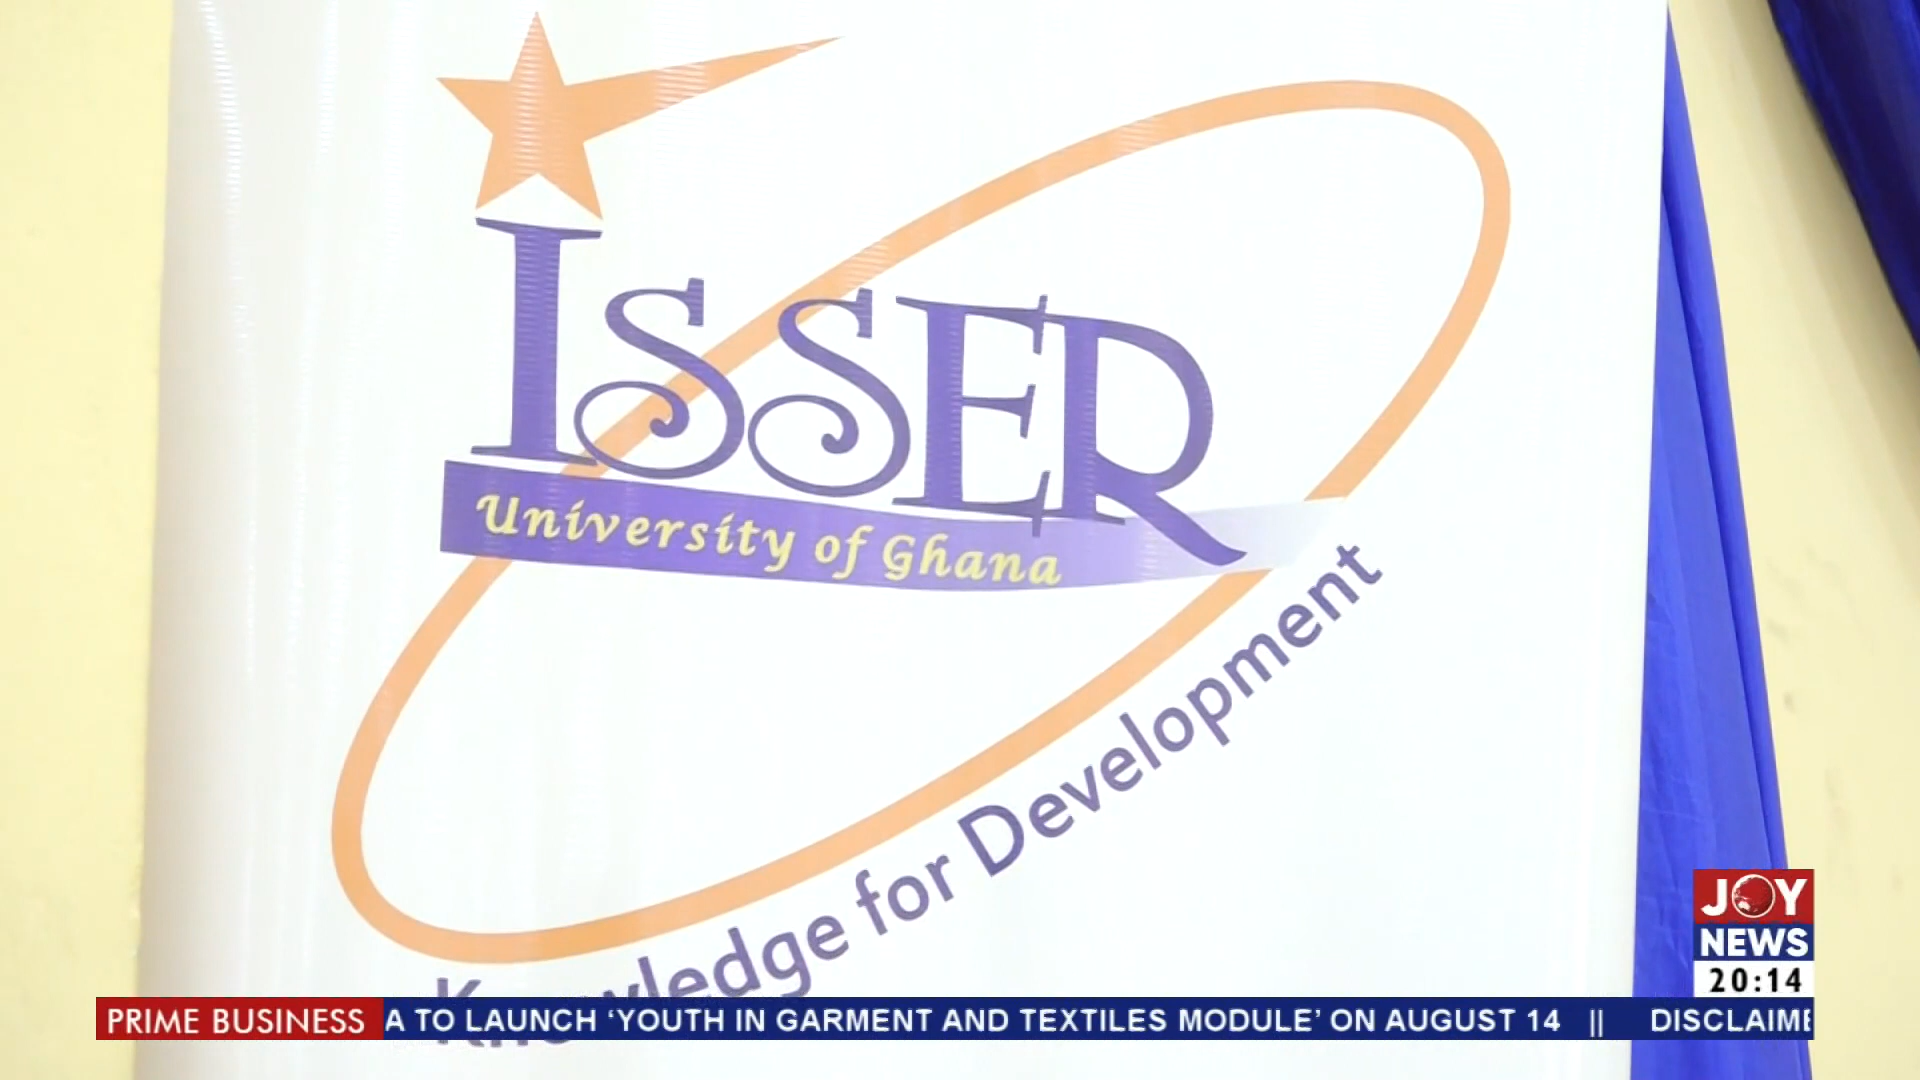 ISSER
University of Ghana
Knowledge for Development
JOY
NEWS
20:14
PRIME BUSINESS
A TO LAUNCH ‘YOUTH IN GARMENT AND TEXTILES MODULE’ ON AUGUST 14 || DISCLAIM